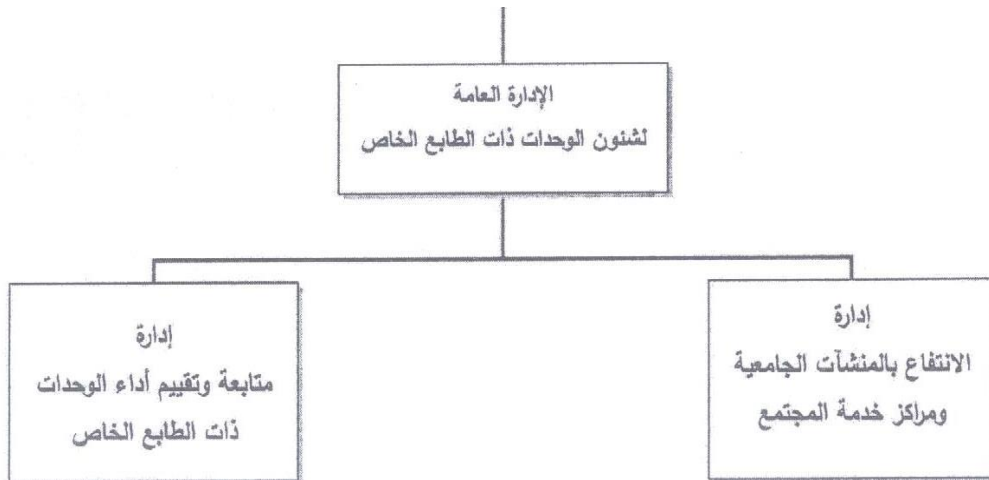 الإدارة العامة
لشئون الوحدات ذات الطابع الخاص
إدارة
الانتفاع بالمنشآت الجامعية
ومراكز خدمة المجتمع
إدارة
متابعة وتقييم أداء الوحدات
ذات الطابع الخاص